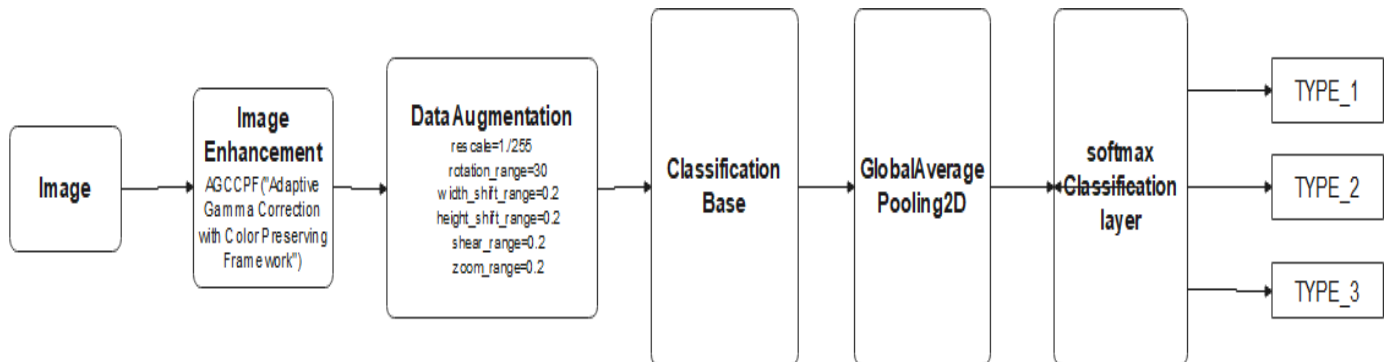 Image
Image
Enhancement
AGCCPF("Adaptive
Gamma Correction
with Color Preserving
Framework")
Data Augmentation
rescale=1./255
rotation_range=30
width_shift_range=0.2
height_shift_range=0.2
shear_range=0.2
zoom_range=0.2
Classification
Base
GlobalAverage
Pooling2D
softmax
Classification
layer
TYPE_1
TYPE_2
TYPE_3